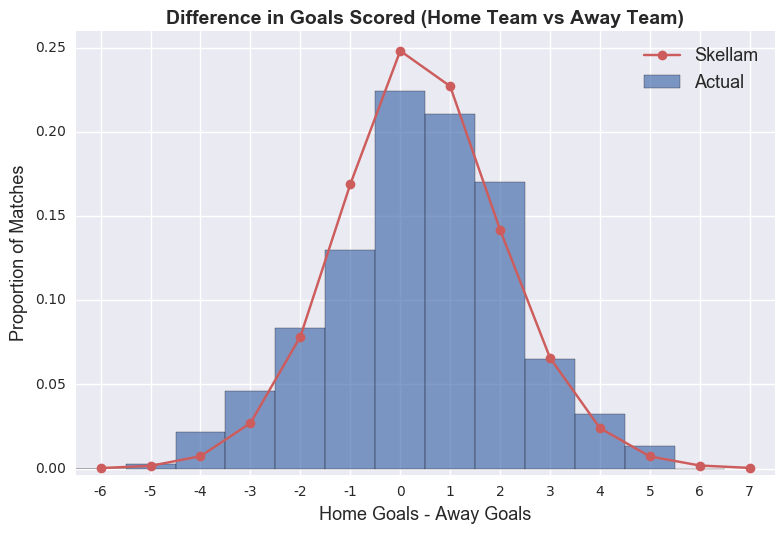 Difference in Goals Scored (Home Team vs Away Team)
Skellam
Actual
0.25
0.20
0.15
0.10
0.05
0.00
Proportion of Matches
-6 -5 -4 -3 -2 -1 0 1 2 3 4 5 6 7
Home Goals - Away Goals